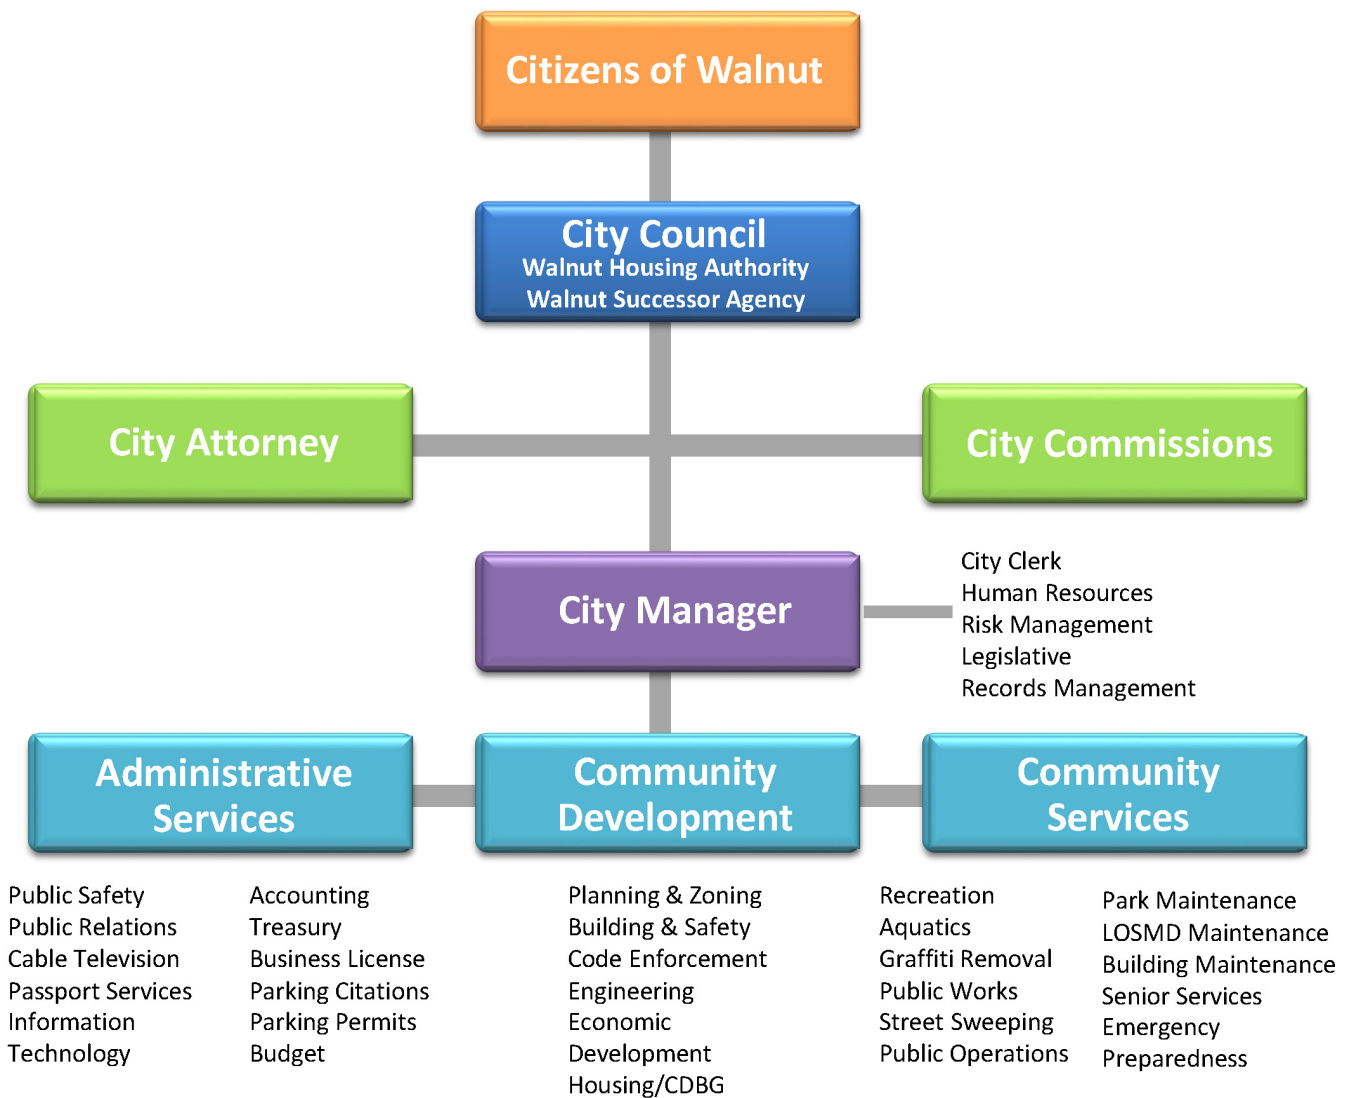 Citizens of Walnut
City Council
Walnut Housing Authority
Walnut Successor Agency
City Attorney
City Commissions
City Manager
City Clerk
Human Resources
Risk Management
Legislative
Records Management
Administrative
Services
Community
Development
Community
Services
Public Safety
Public Relations
Cable Television
Passport Services
Information
Technology
Accounting
Treasury
Business License
Parking Citations
Parking Permits
Budget
Planning & Zoning
Building & Safety
Code Enforcement
Engineering
Economic
Development
Housing/CDBG
Recreation
Aquatics
Graffiti Removal
Public Works
Street Sweeping
Public Operations
Park Maintenance
LOSMD Maintenance
Building Maintenance
Senior Services
Emergency
Preparedness